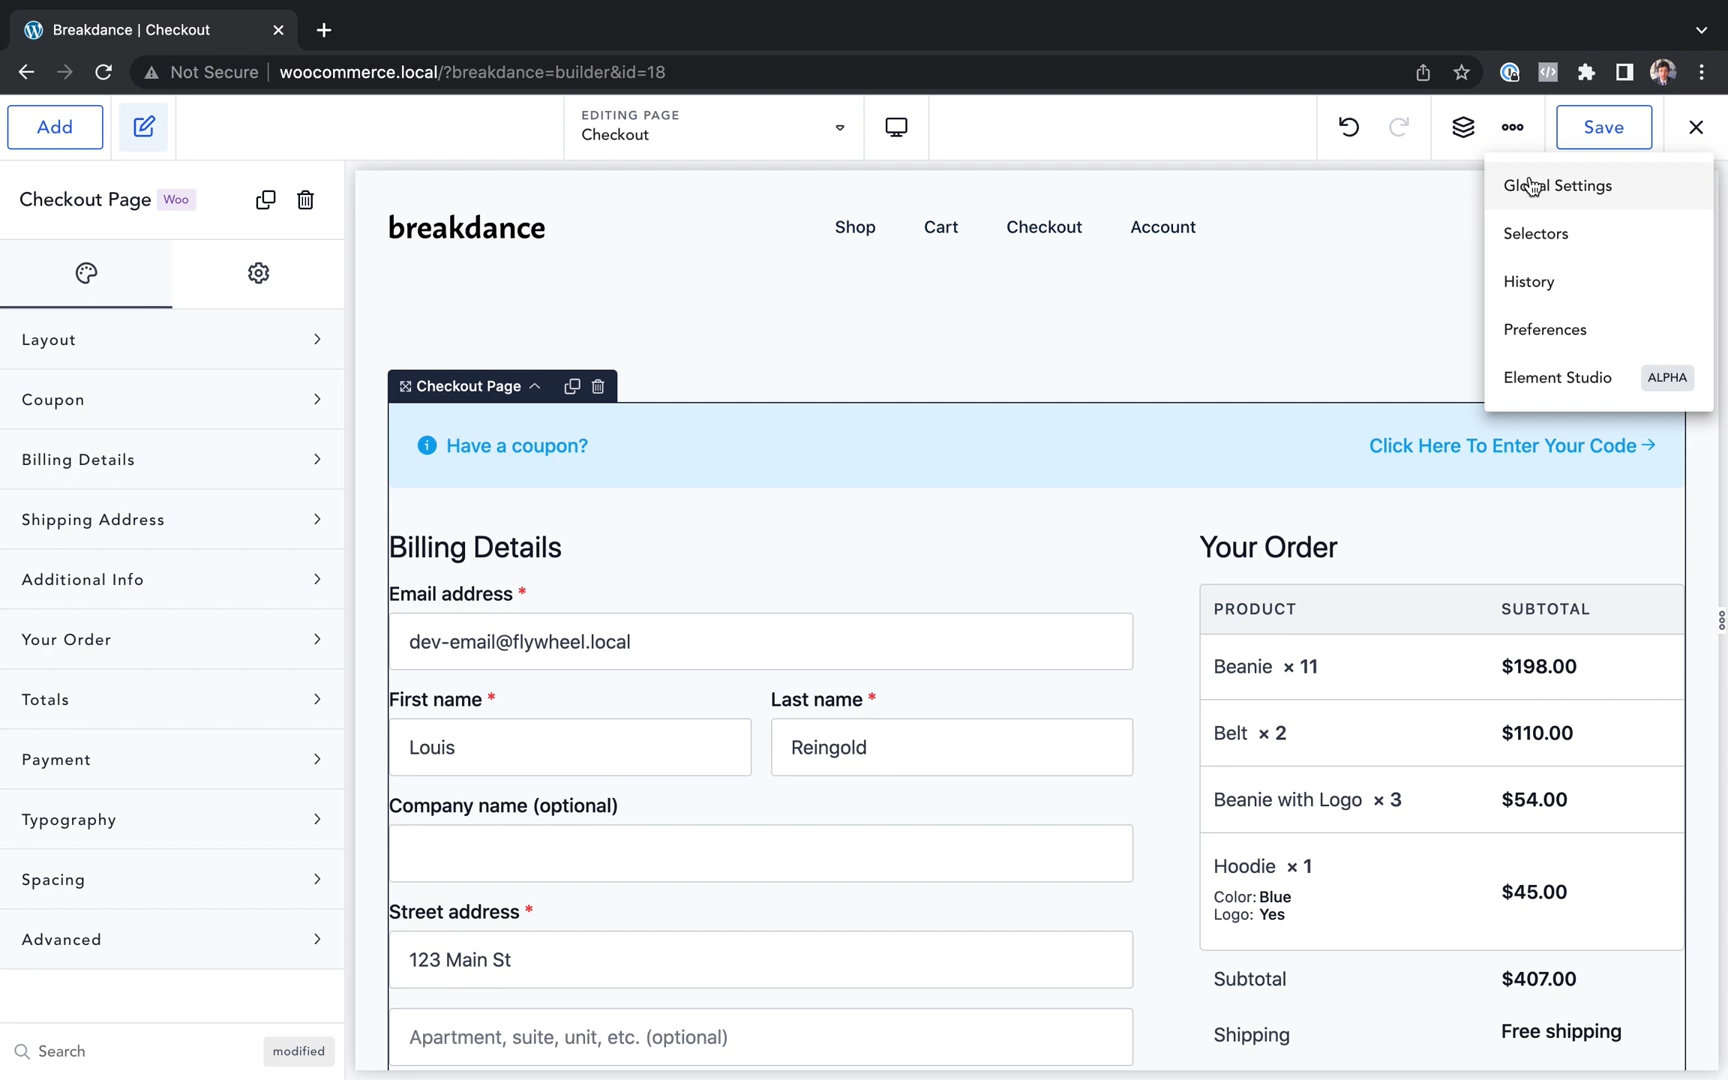 Breakdance | Checkout
Not Secure
woocommerce.local/?breakdance=builder&id=18
Add
EDITING PAGE
Checkout
Save
Checkout Page Woo
Layout
Coupon
Billing Details
Shipping Address
Additional Info
Your Order
Totals
Payment
Typography
Spacing
Advanced
Search
modified
breakdance
Shop
Cart
Checkout
Account
Global Settings
Selectors
History
Preferences
Element Studio ALPHA
Checkout Page
Have a coupon?
Click Here To Enter Your Code →
Billing Details
Email address *
dev-email@flywheel.local
First name *
Last name *
Louis
Reingold
Company name (optional)
Street address *
123 Main St
Apartment, suite, unit, etc. (optional)
Your Order
PRODUCT SUBTOTAL
Beanie × 11 $198.00
Belt × 2 $110.00
Beanie with Logo × 3 $54.00
Hoodie × 1
Color: Blue
Logo: Yes
$45.00
Subtotal $407.00
Shipping Free shipping